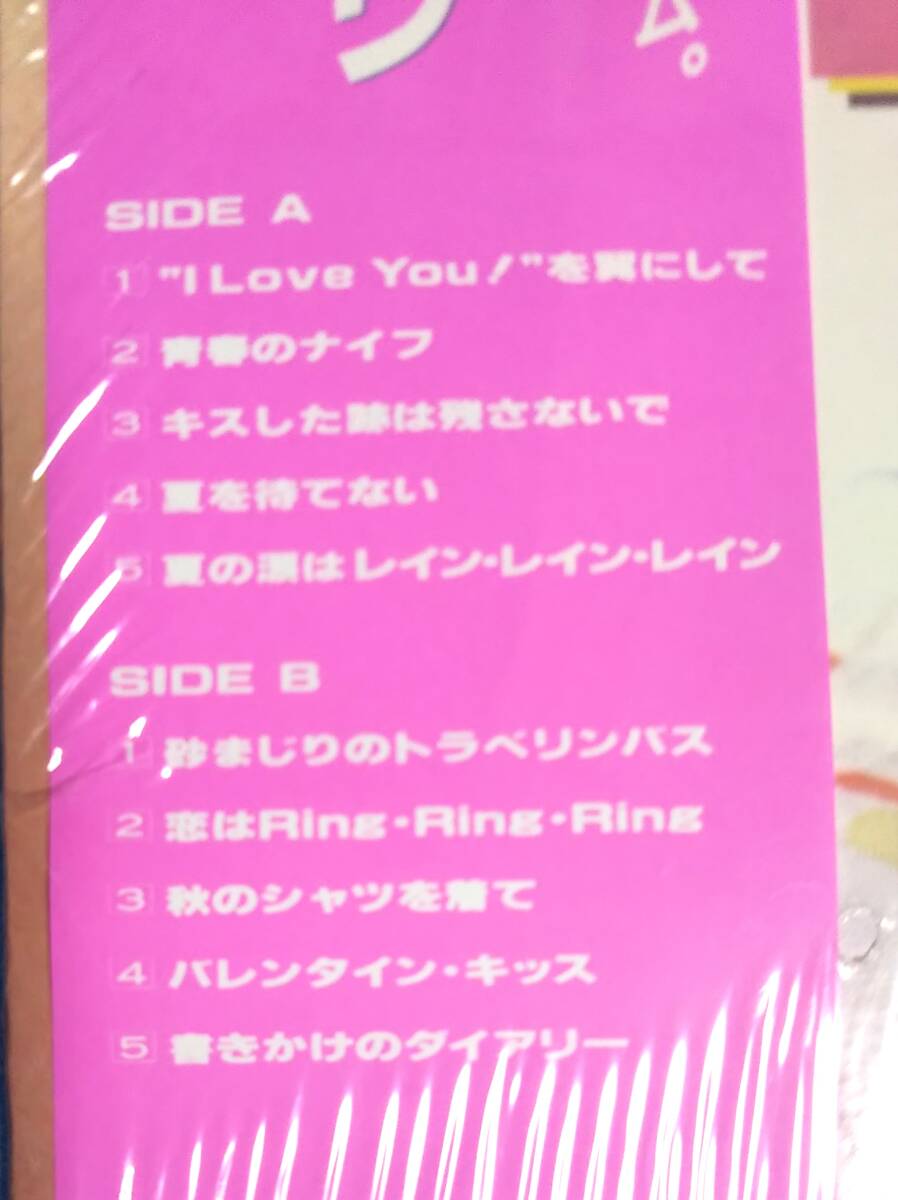 ム。
SIDE A
1 "I Love You!"を翼にして
2 青春のナイフ
3 キスした跡は残さないで
4 夏を待てない
5 夏の涙はレイン・レイン・レイン
SIDE B
1 砂まじりのトラベリンバス
2 恋はRing・Ring・Ring
3 秋のシャツを着て
4 バレンタイン・キッス
5 書きかけのダイアリー